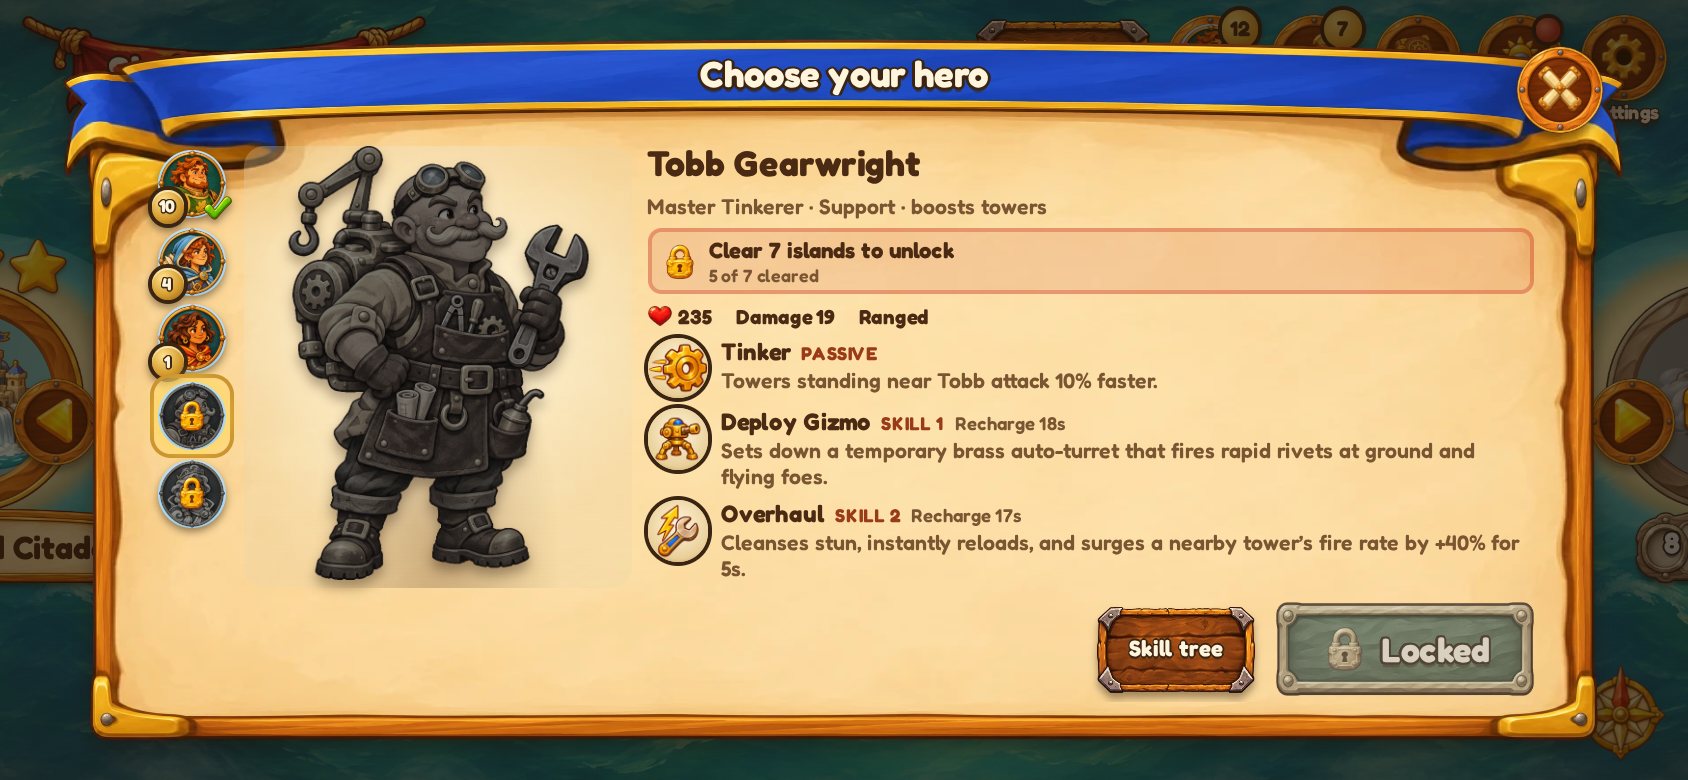 12
7
Choose your hero
ttings
10
4
1
Tobb Gearwright
Master Tinkerer · Support · boosts towers
Clear 7 islands to unlock
5 of 7 cleared
235 Damage 19 Ranged
Tinker PASSIVE
Towers standing near Tobb attack 10% faster.
Deploy Gizmo SKILL 1 Recharge 18s
Sets down a temporary brass auto-turret that fires rapid rivets at ground and
flying foes.
Overhaul SKILL 2 Recharge 17s
Cleanses stun, instantly reloads, and surges a nearby tower's fire rate by +40% for
5s.
Citad
8
Skill tree
Locked